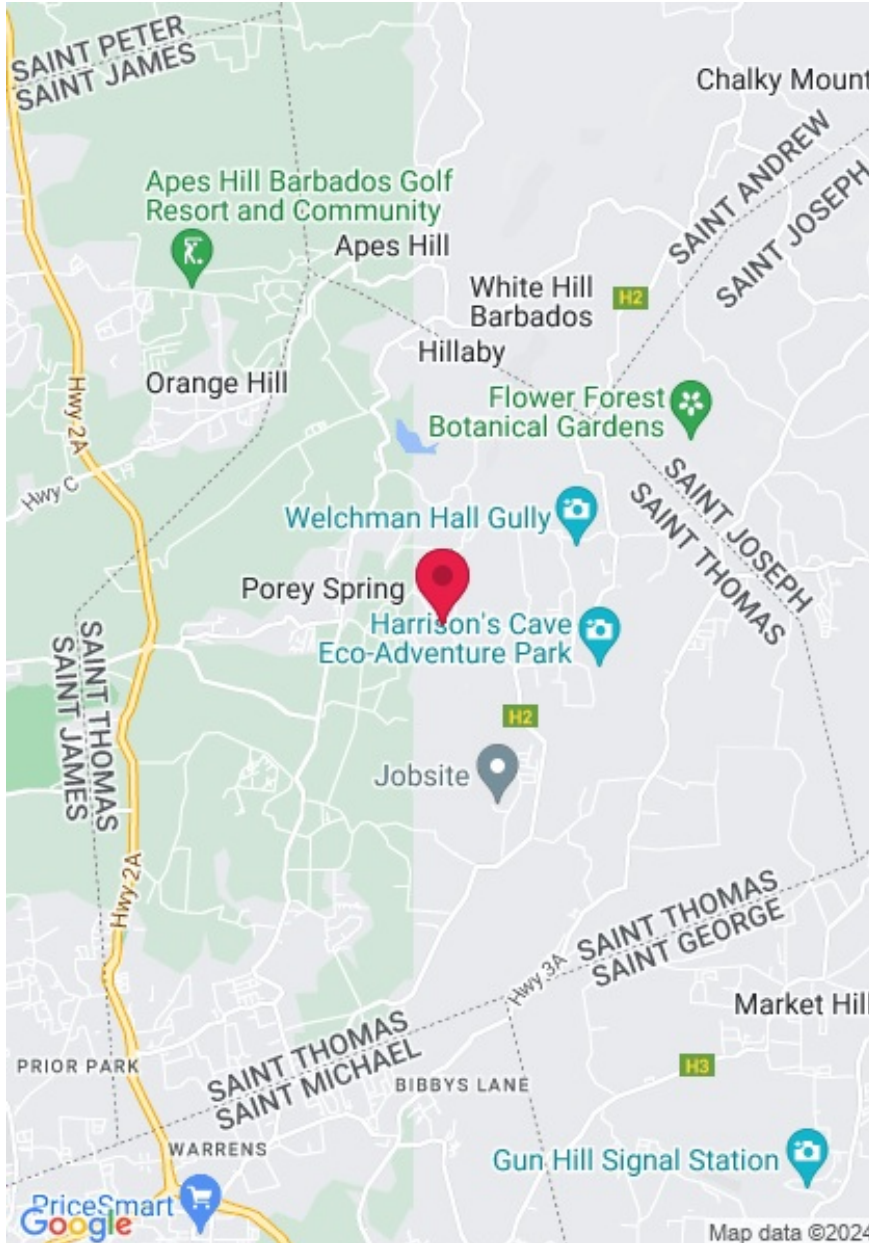 SAINT PETER
SAINT JAMES
Chalky Mount
SAINT ANDREW
SAINT JOSEPH
Apes Hill Barbados Golf
Resort and Community
Apes Hill
White Hill
Barbados
H2
Hillaby
Orange Hill
Hwy 2A
Flower Forest
Botanical Gardens
Hwy C
SAINT JOSEPH
SAINT THOMAS
Welchman Hall Gully
Porey Spring
Harrison's Cave
Eco-Adventure Park
SAINT THOMAS
SAINT JAMES
H2
Jobsite
Hwy 2A
SAINT THOMAS
SAINT GEORGE
Hwy 3A
Market Hill
SAINT THOMAS
SAINT MICHAEL
PRIOR PARK
H3
BIBBYS LANE
WARRENS
Gun Hill Signal Station
PriceSmart
Google
Map data ©2024